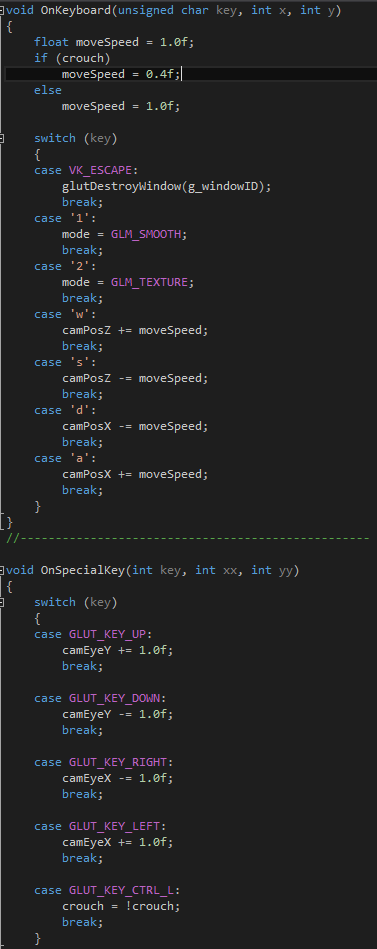 void OnKeyboard(unsigned char key, int x, int y)
{
    float moveSpeed = 1.0f;
    if (crouch)
        moveSpeed = 0.4f;
    else
        moveSpeed = 1.0f;
    switch (key)
    {
    case VK_ESCAPE:
        glutDestroyWindow(g_windowID);
        break;
    case '1':
        mode = GLM_SMOOTH;
        break;
    case '2':
        mode = GLM_TEXTURE;
        break;
    case 'w':
        camPosZ += moveSpeed;
        break;
    case 's':
        camPosZ -= moveSpeed;
        break;
    case 'd':
        camPosX -= moveSpeed;
        break;
    case 'a':
        camPosX += moveSpeed;
        break;
    }
}
//--------------------------------------------------
void OnSpecialKey(int key, int xx, int yy)
{
    switch (key)
    {
    case GLUT_KEY_UP:
        camEyeY += 1.0f;
        break;
    case GLUT_KEY_DOWN:
        camEyeY -= 1.0f;
        break;
    case GLUT_KEY_RIGHT:
        camEyeX -= 1.0f;
        break;
    case GLUT_KEY_LEFT:
        camEyeX += 1.0f;
        break;
    case GLUT_KEY_CTRL_L:
        crouch = !crouch;
        break;
    }